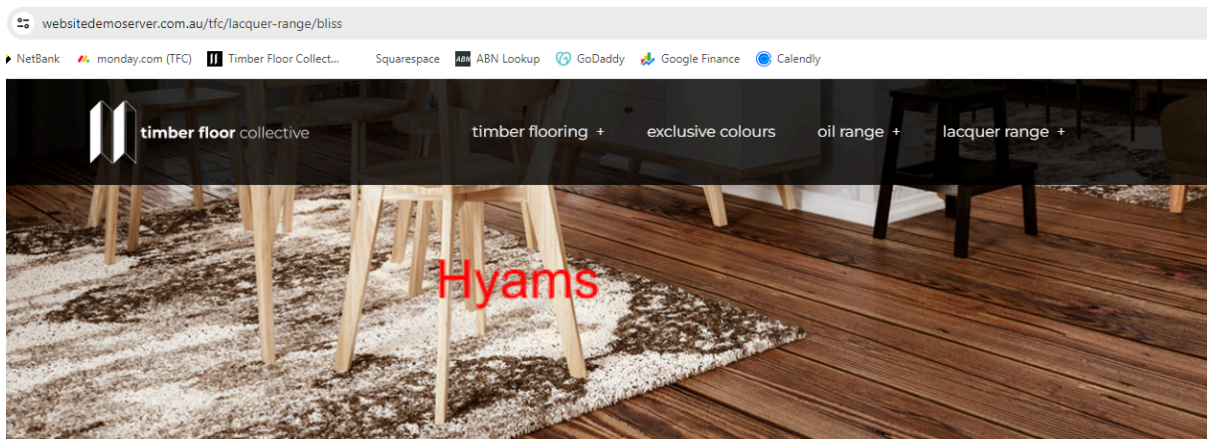 websitedemoserver.com.au/tfc/lacquer-range/bliss
NetBank monday.com (TFC) Timber Floor Collect... Squarespace ABN ABN Lookup GoDaddy Google Finance Calendly
timber floor collective timber flooring + exclusive colours oil range + lacquer range +
Hyams